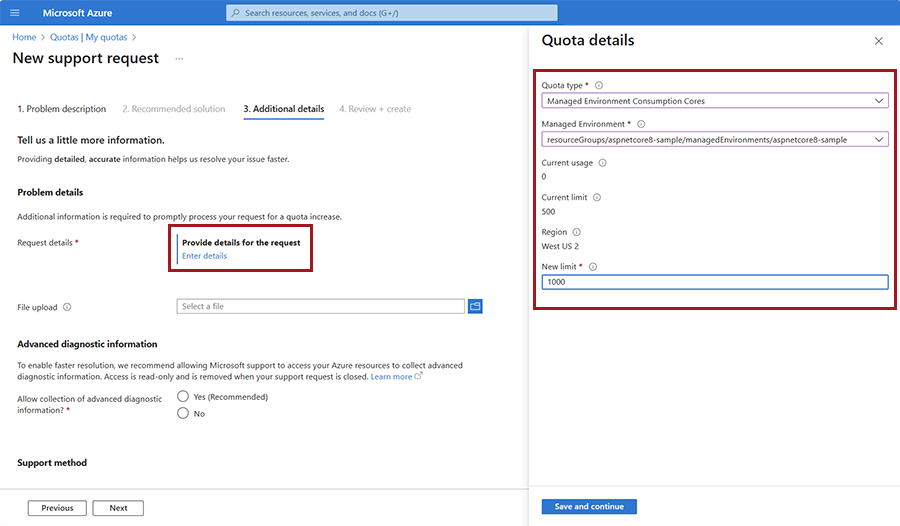 Microsoft Azure
Search resources, services, and docs (G+/)
Home > Quotas | My quotas >
New support request ...
1. Problem description 2. Recommended solution 3. Additional details 4. Review + create
Tell us a little more information.
Providing detailed, accurate information helps us resolve your issue faster.
Problem details
Additional information is required to promptly process your request for a quota increase.
Request details *
Provide details for the request
Enter details
File upload
Select a file
Advanced diagnostic information
To enable faster resolution, we recommend allowing Microsoft support to access your Azure resources to collect advanced
diagnostic information. Access is read-only and is removed when your support request is closed. Learn more
Allow collection of advanced diagnostic
information? *
Yes (Recommended)
No
Support method
Previous Next
Quota details
Quota type *
Managed Environment Consumption Cores
Managed Environment *
resourceGroups/aspnetcore8-sample/managedEnvironments/aspnetcore8-sample
Current usage
0
Current limit
500
Region
West US 2
New limit *
1000
Save and continue